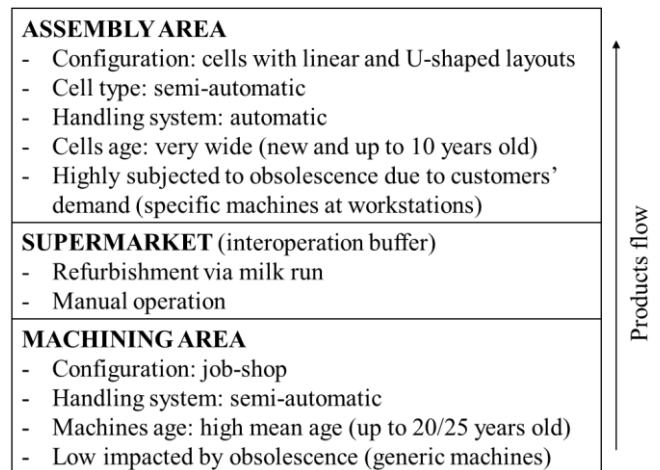 ASSEMBLY AREA
- Configuration: cells with linear and U-shaped layouts
- Cell type: semi-automatic
- Handling system: automatic
- Cells age: very wide (new and up to 10 years old)
- Highly subjected to obsolescence due to customers'
demand (specific machines at workstations)
SUPERMARKET (interoperation buffer)
- Refurbishment via milk run
- Manual operation
MACHINING AREA
- Configuration: job-shop
- Handling system: semi-automatic
- Machines age: high mean age (up to 20/25 years old)
- Low impacted by obsolescence (generic machines)
Products flow